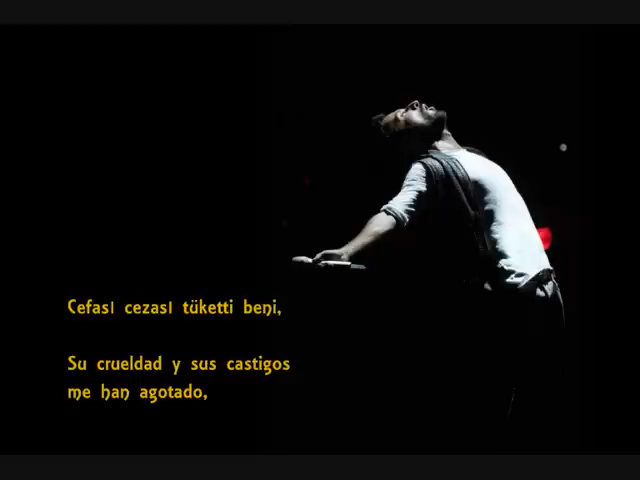 Cefası cezası tüketti beni,
Su crueldad y sus castigos
me han agotado,